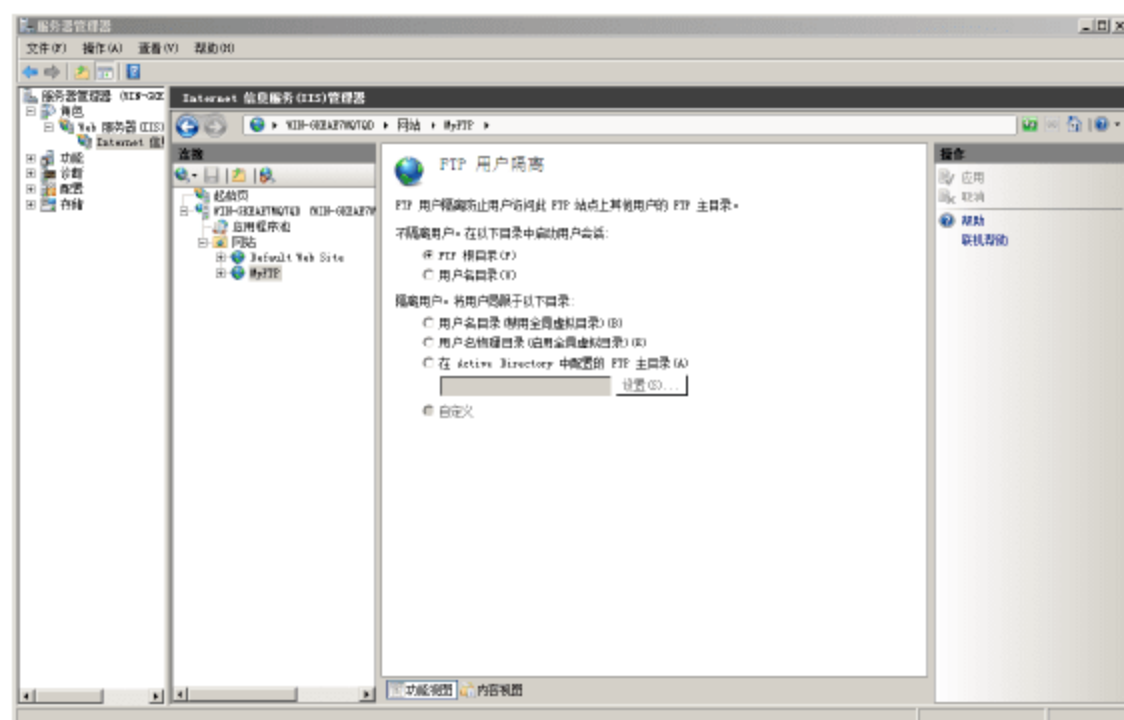 服务器管理器
文件(F) 操作(A) 查看(V) 帮助(H)
服务器管理器
角色
Web 服务器(IIS)
Internet 信
功能
诊断
配置
存储
Internet 信息服务(IIS)管理器
网站 MyFTP
连接
起始页
应用程序池
网站
Default Web Site
MyFTP
FTP 用户隔离
FTP 用户隔离防止用户访问此 FTP 站点上其他用户的 FTP 主目录。
不隔离用户。在以下目录中启动用户会话:
FTP 根目录(F)
用户名目录
隔离用户。将用户局限于以下目录:
用户名目录(禁用全局虚拟目录)(B)
用户名物理目录(启用全局虚拟目录)
在 Active Directory 中配置的 FTP 主目录(A)
设置(S)...
自定义
功能视图 内容视图
操作
应用
取消
帮助
联机帮助